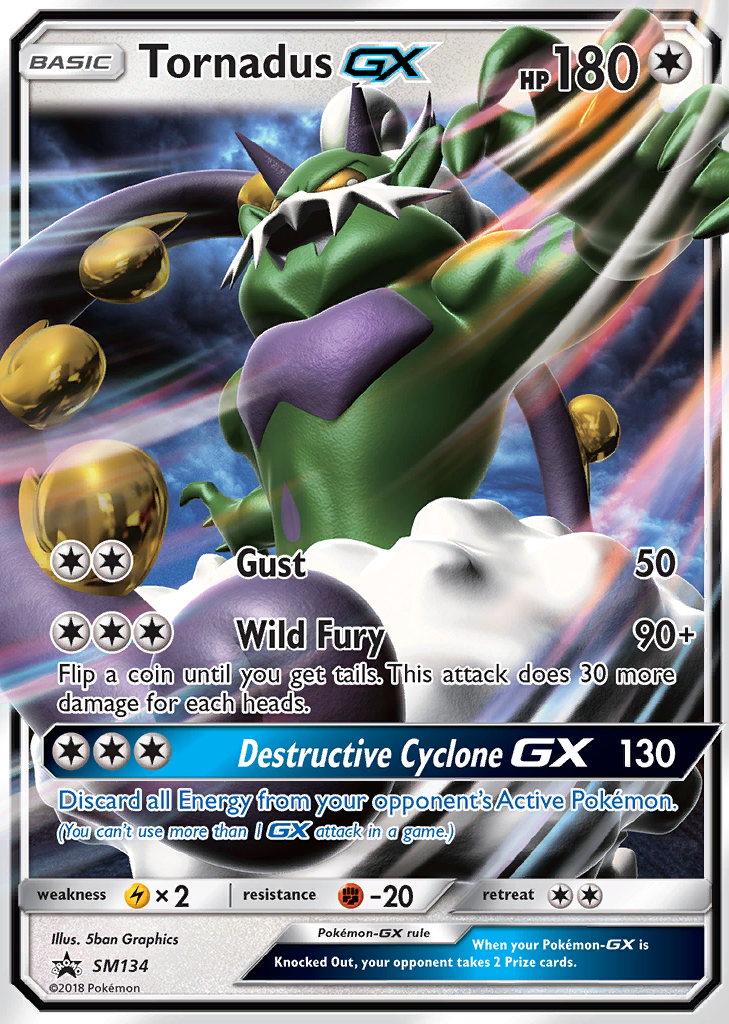 BASIC Tornadus GX HP 180
Gust 50
Wild Fury 90+
Flip a coin until you get tails. This attack does 30 more
damage for each heads.
Destructive Cyclone GX 130
Discard all Energy from your opponent's Active Pokémon.
(You can't use more than 1 GX attack in a game.)
weakness ×2 resistance -20 retreat
Illus. 5ban Graphics
Pokémon-GX rule
When your Pokémon-GX is
Knocked Out, your opponent takes 2 Prize cards.
PROMO SM134
©2018 Pokémon